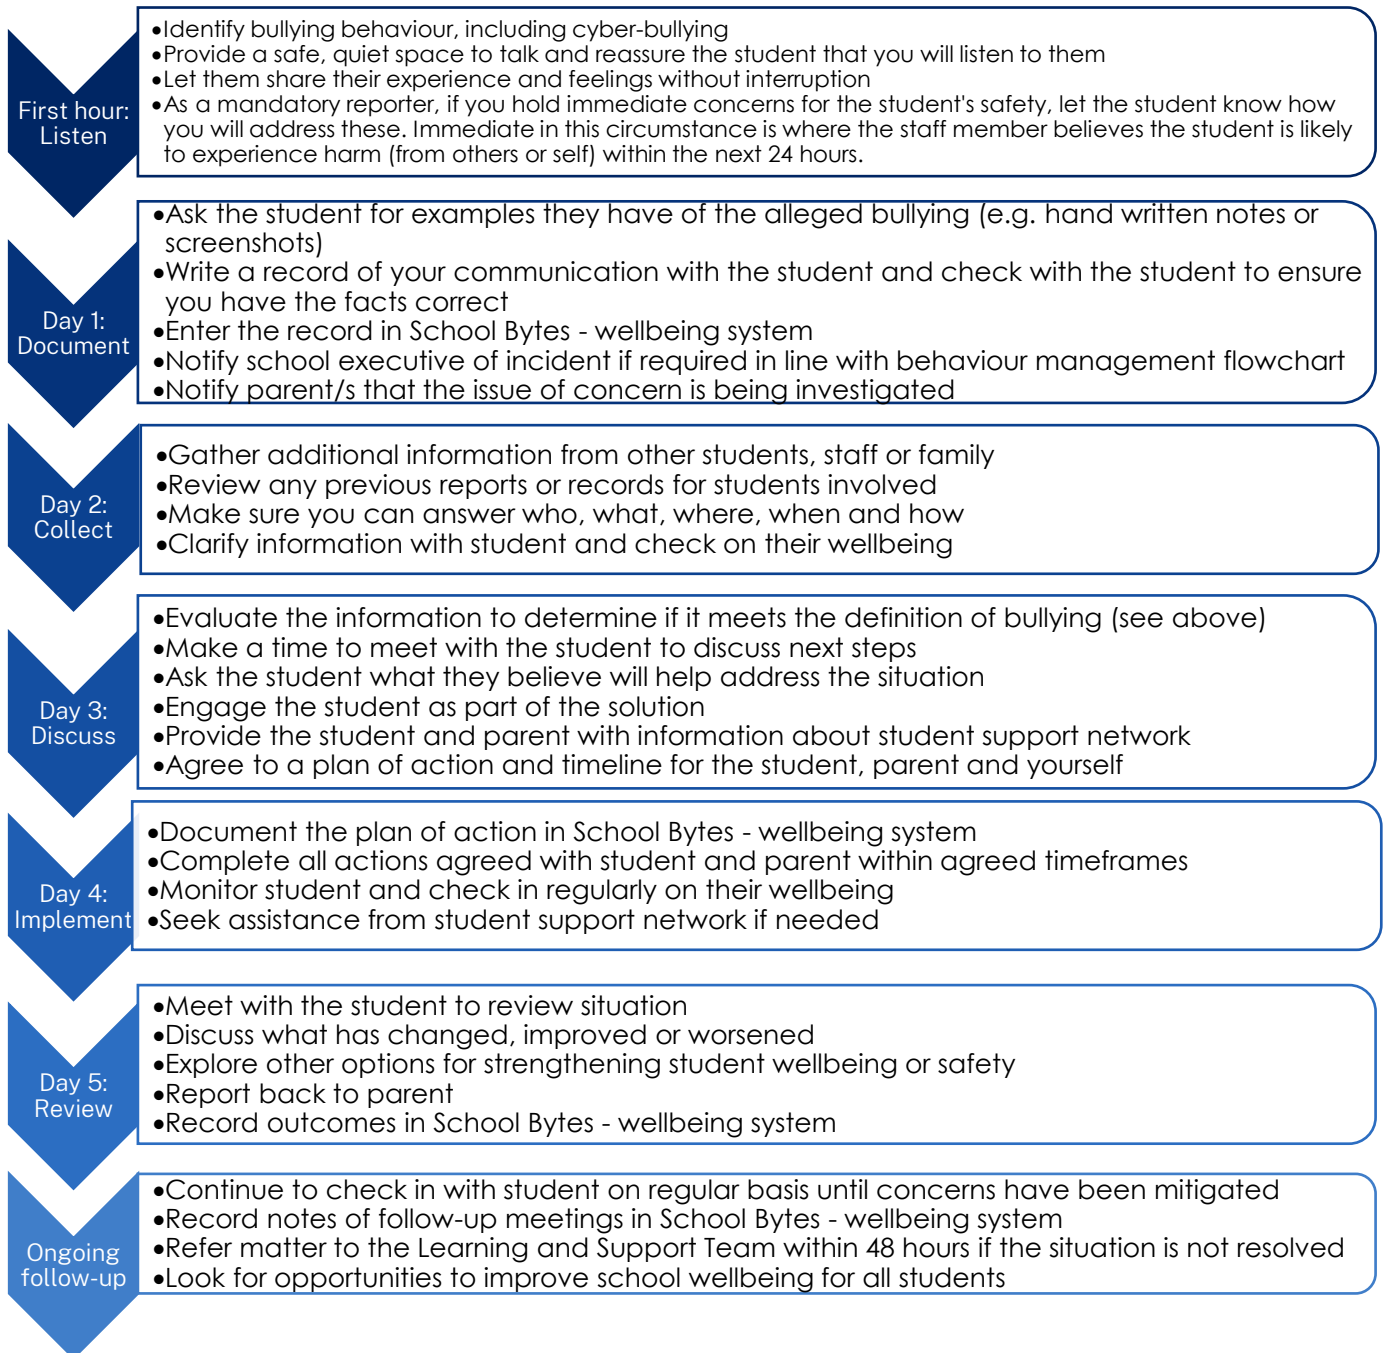 First hour:
Listen
•Identify bullying behaviour, including cyber-bullying
•Provide a safe, quiet space to talk and reassure the student that you will listen to them
•Let them share their experience and feelings without interruption
•As a mandatory reporter, if you hold immediate concerns for the student's safety, let the student know how
you will address these. Immediate in this circumstance is where the staff member believes the student is likely
to experience harm (from others or self) within the next 24 hours.
Day 1:
Document
•Ask the student for examples they have of the alleged bullying (e.g. hand written notes or
screenshots)
•Write a record of your communication with the student and check with the student to ensure
you have the facts correct
•Enter the record in School Bytes - wellbeing system
•Notify school executive of incident if required in line with behaviour management flowchart
•Notify parent/s that the issue of concern is being investigated
Day 2:
Collect
•Gather additional information from other students, staff or family
•Review any previous reports or records for students involved
•Make sure you can answer who, what, where, when and how
•Clarify information with student and check on their wellbeing
Day 3:
Discuss
•Evaluate the information to determine if it meets the definition of bullying (see above)
•Make a time to meet with the student to discuss next steps
•Ask the student what they believe will help address the situation
•Engage the student as part of the solution
•Provide the student and parent with information about student support network
•Agree to a plan of action and timeline for the student, parent and yourself
Day 4:
Implement
•Document the plan of action in School Bytes - wellbeing system
•Complete all actions agreed with student and parent within agreed timeframes
•Monitor student and check in regularly on their wellbeing
•Seek assistance from student support network if needed
Day 5:
Review
•Meet with the student to review situation
•Discuss what has changed, improved or worsened
•Explore other options for strengthening student wellbeing or safety
•Report back to parent
•Record outcomes in School Bytes - wellbeing system
Ongoing
follow-up
•Continue to check in with student on regular basis until concerns have been mitigated
•Record notes of follow-up meetings in School Bytes - wellbeing system
•Refer matter to the Learning and Support Team within 48 hours if the situation is not resolved
•Look for opportunities to improve school wellbeing for all students